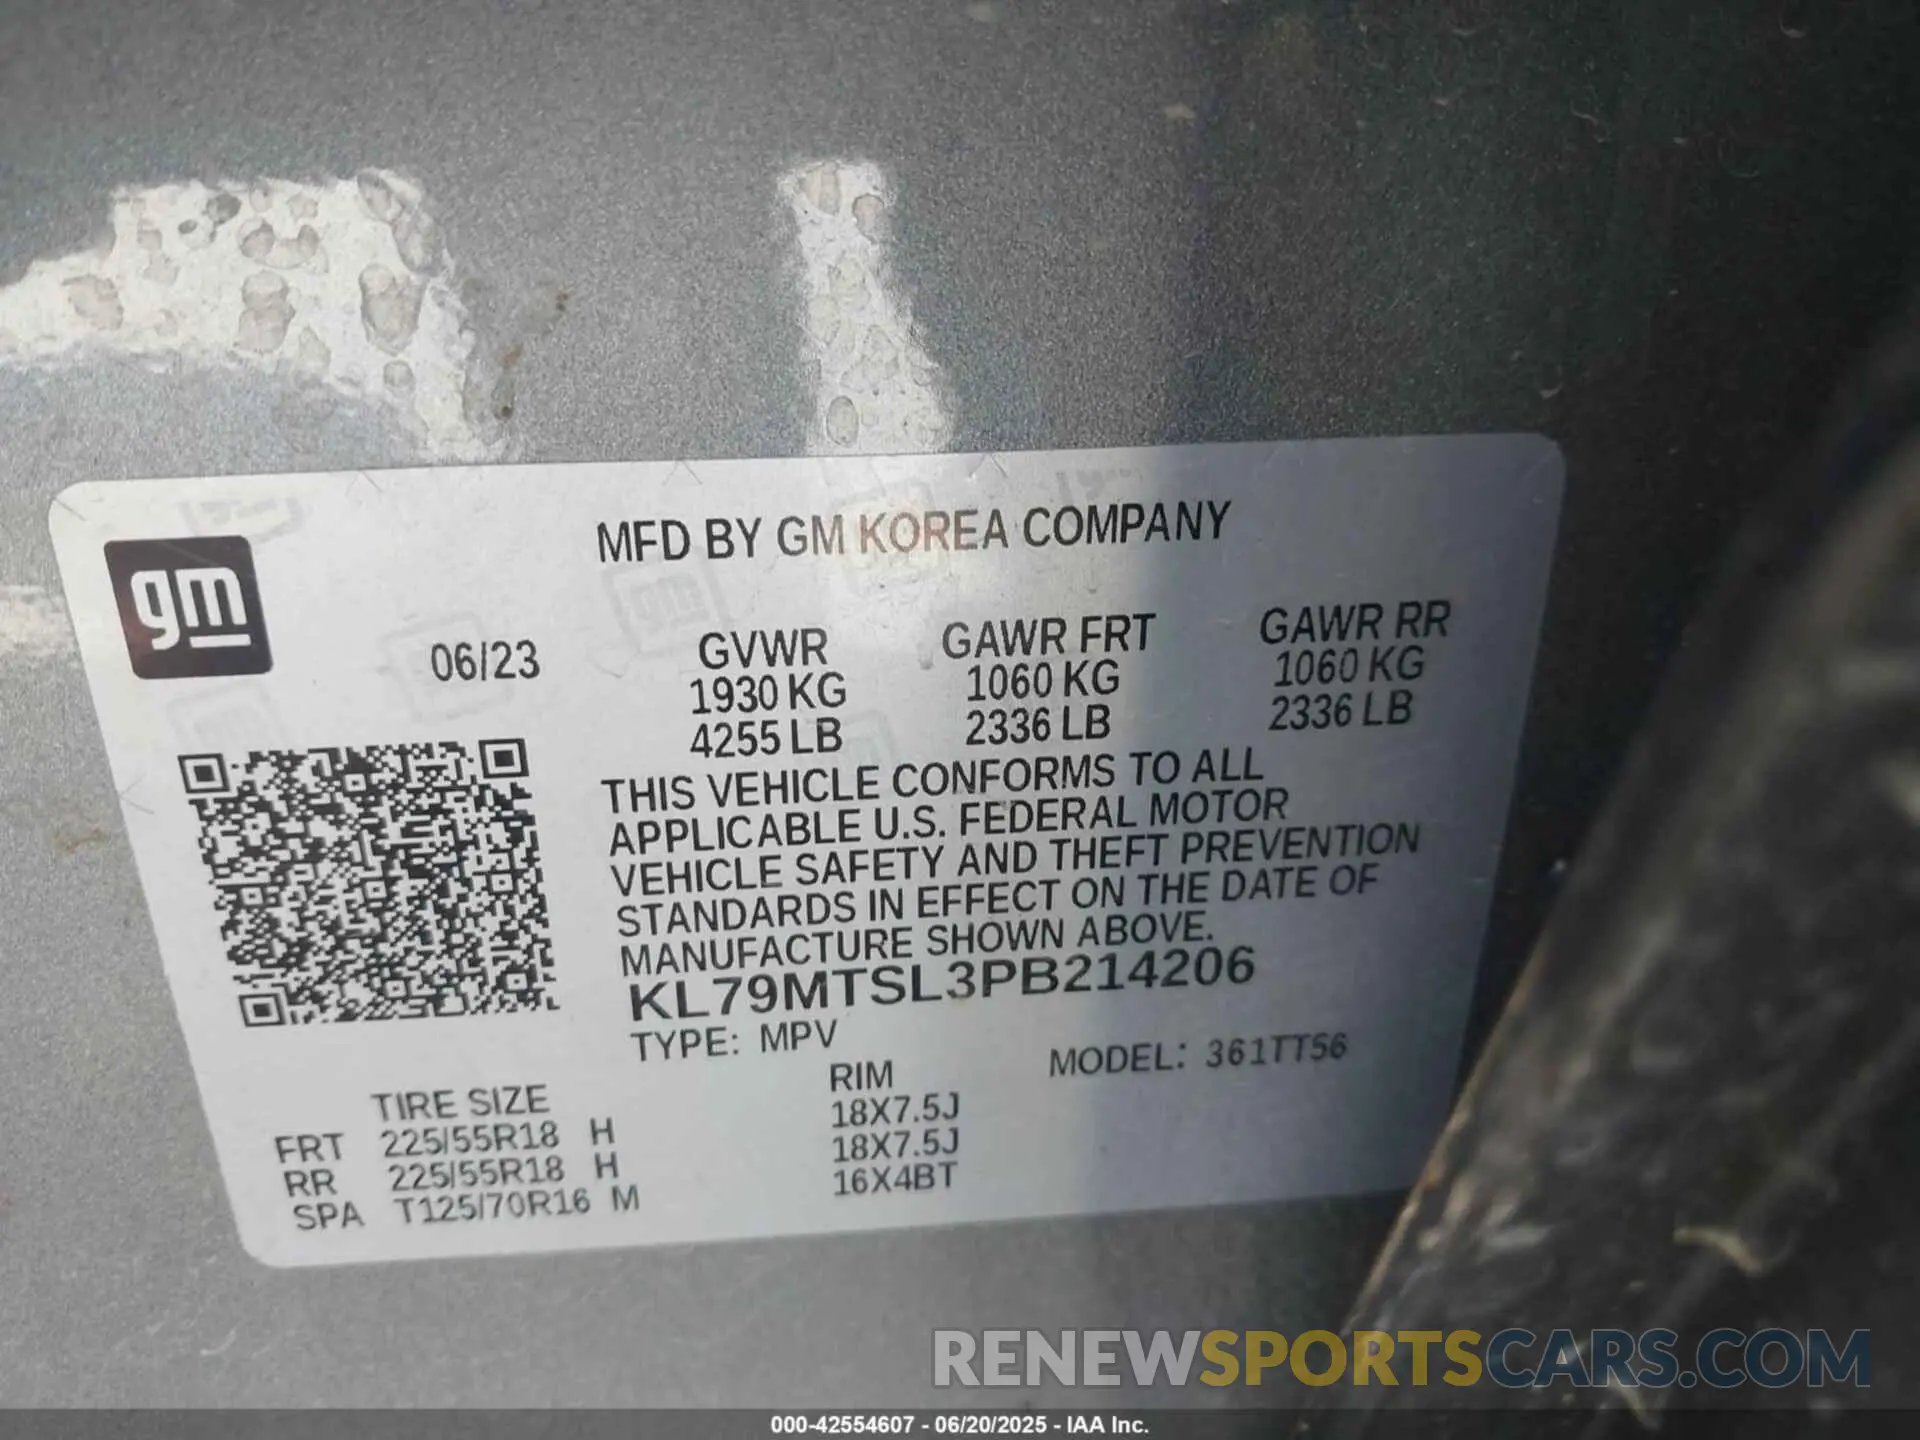 MFD BY GM KOREA COMPANY
gm
06/23
GVWR GAWR FRT GAWR RR
1930 KG 1060 KG 1060 KG
4255 LB 2336 LB 2336 LB
THIS VEHICLE CONFORMS TO ALL
APPLICABLE U.S. FEDERAL MOTOR
VEHICLE SAFETY AND THEFT PREVENTION
STANDARDS IN EFFECT ON THE DATE OF
MANUFACTURE SHOWN ABOVE.
KL79MTSL3PB214206
TYPE: MPV MODEL: 361TT56
TIRE SIZE RIM
FRT 225/55R18 H 18X7.5J
RR 225/55R18 H 18X7.5J
SPA T125/70R16 M 16X4BT
RENEWSPORTSCARS.COM
000-42554607 - 06/20/2025 - IAA Inc.